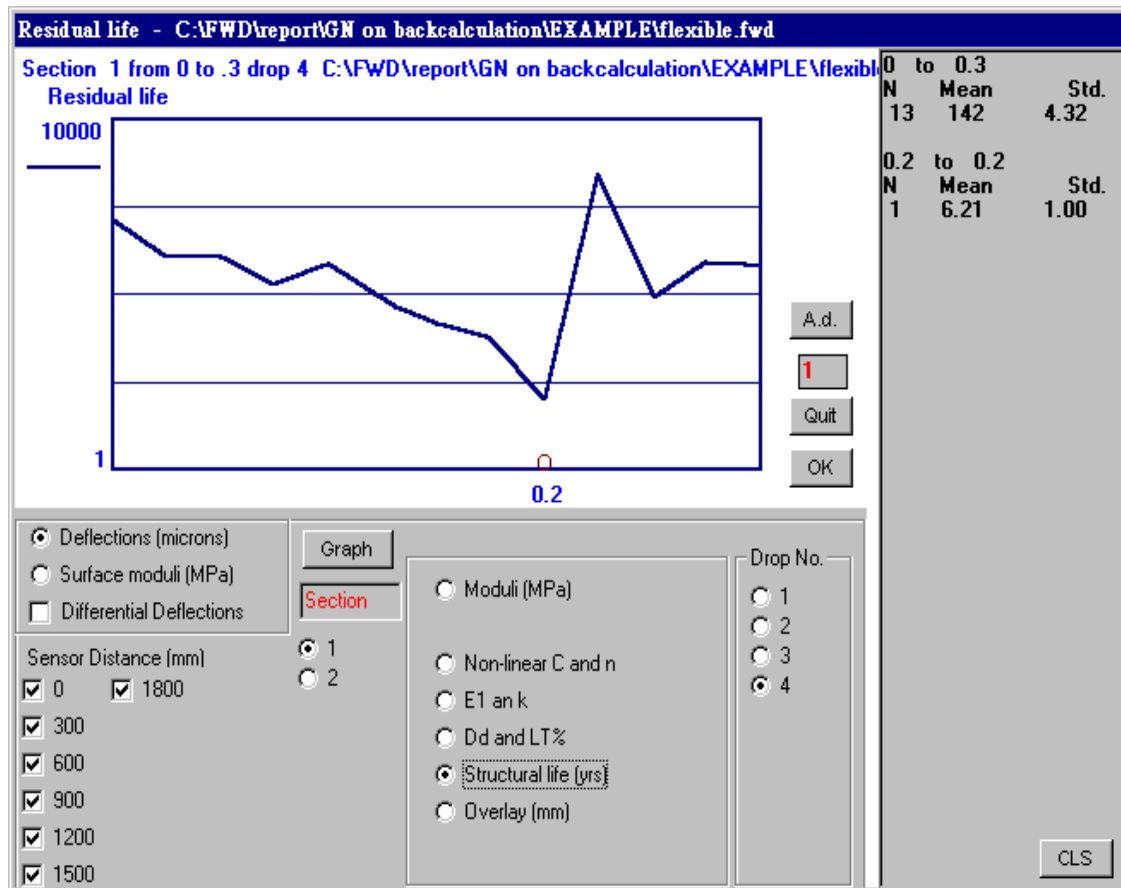 Residual life - C:\FWD\report\GN on backcalculation\EXAMPLE\flexible.fwd
Section 1 from 0 to .3 drop 4 C:\FWD\report\GN on backcalculation\EXAMPLE\flexibl
Residual life
10000
1
0.2
A.d.
1
Quit
OK
0 to 0.3
N Mean Std.
13 142 4.32
0.2 to 0.2
N Mean Std.
1 6.21 1.00
Deflections (microns)
Surface moduli (MPa)
Differential Deflections
Sensor Distance (mm)
0 1800
300
600
900
1200
1500
Graph
Section
1
2
Moduli (MPa)
Non-linear C and n
E1 an k
Dd and LT%
Structural life (yrs)
Overlay (mm)
Drop No.
1
2
3
4
CLS